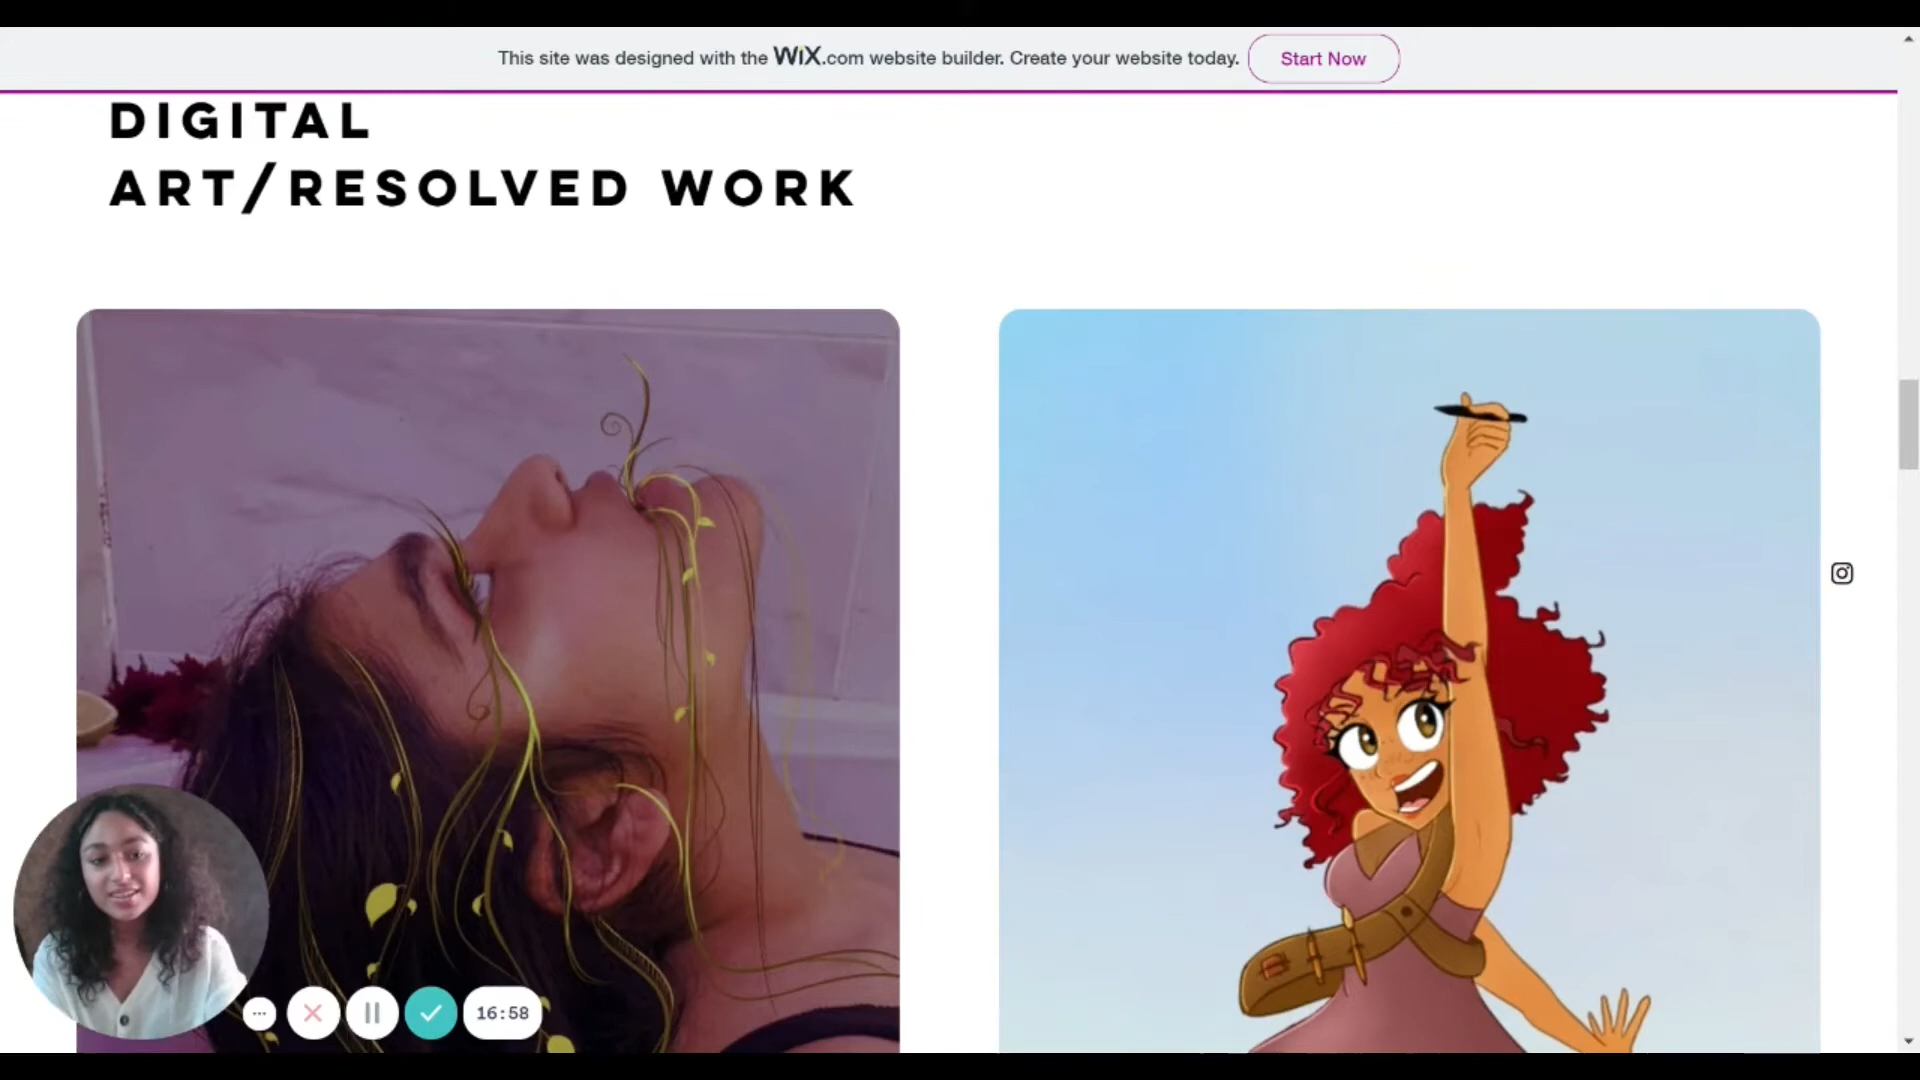 This site was designed with the WiX.com website builder. Create your website today. Start Now
DIGITAL
ART/RESOLVED WORK
16:58